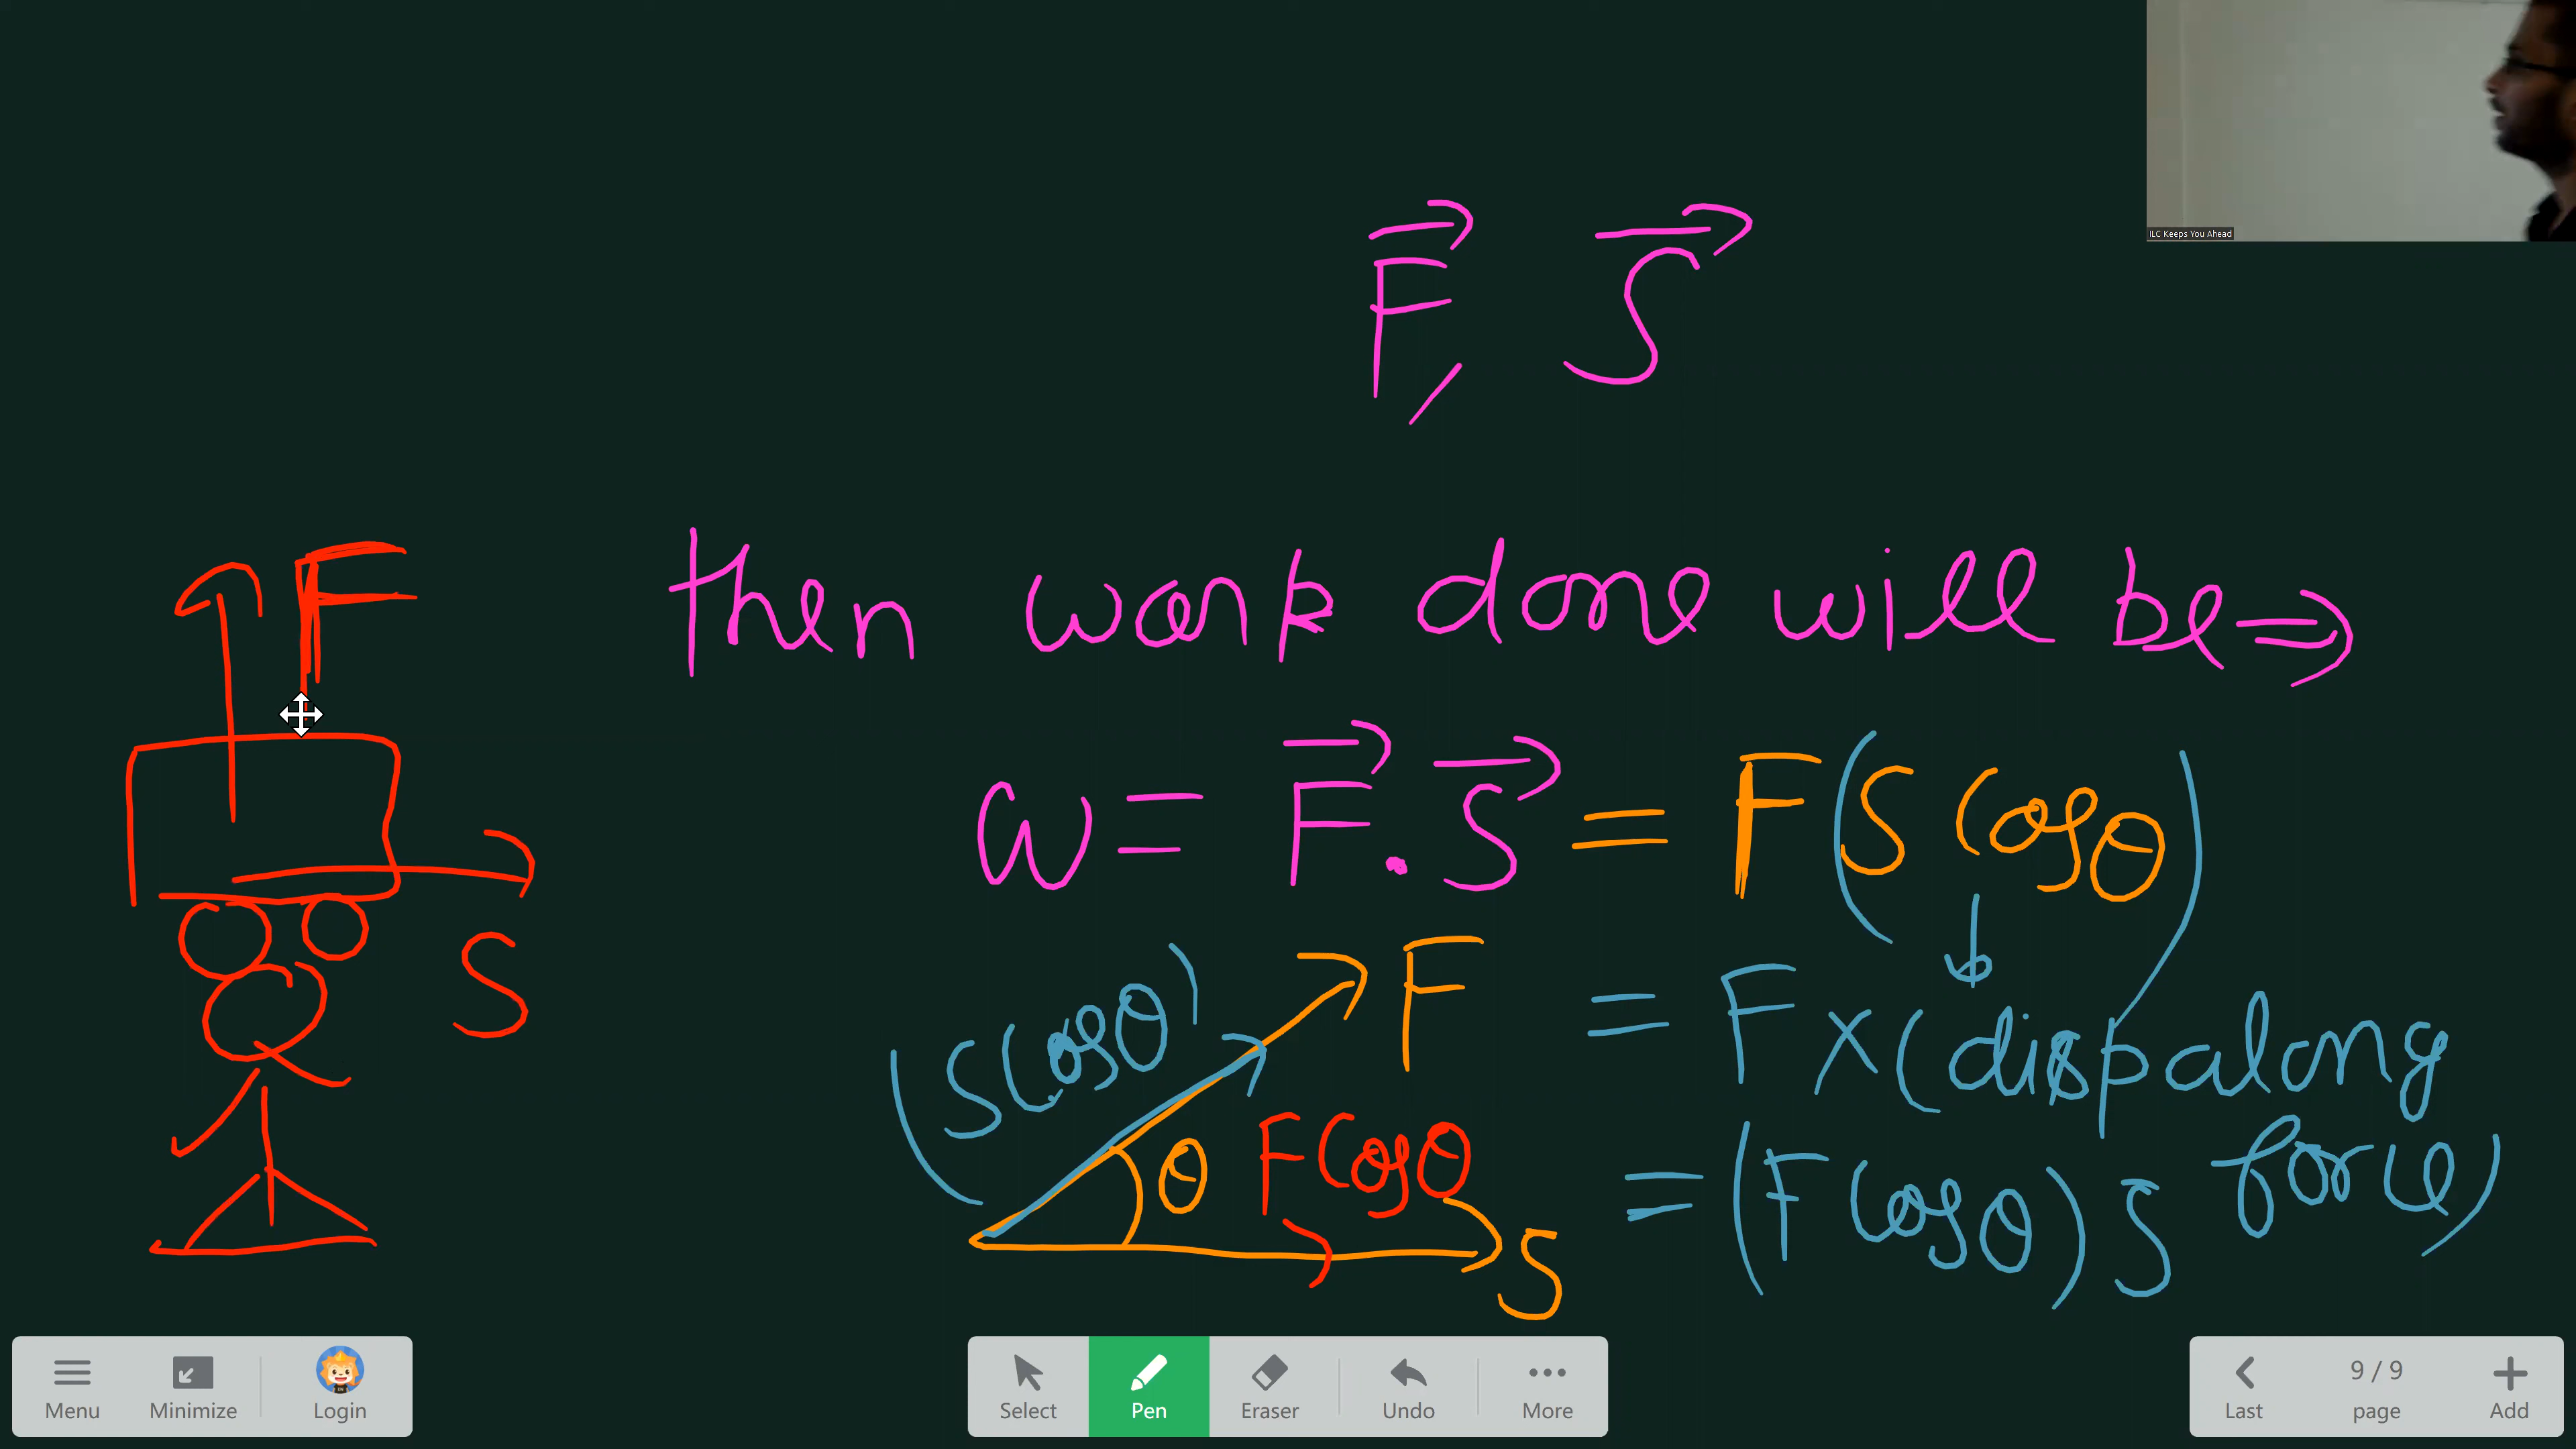 ILC Keeps You Ahead
F, S
then work done will be ⇒
F
W = F . S = F (S Cosθ)
S
(S Cosθ)
F
= F × (disp along force)
θ
F Cosθ
S
= (F Cosθ) S
Menu
Minimize
Login
Select
Pen
Eraser
Undo
More
Last
9 / 9
page
Add